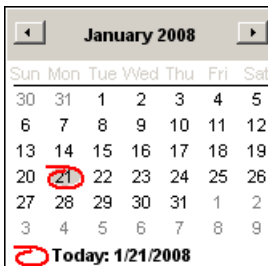 January 2008
Sun Mon Tue Wed Thu Fri Sat
30 31 1 2 3 4 5
6 7 8 9 10 11 12
13 14 15 16 17 18 19
20 21 22 23 24 25 26
27 28 29 30 31 1 2
3 4 5 6 7 8 9
Today: 1/21/2008